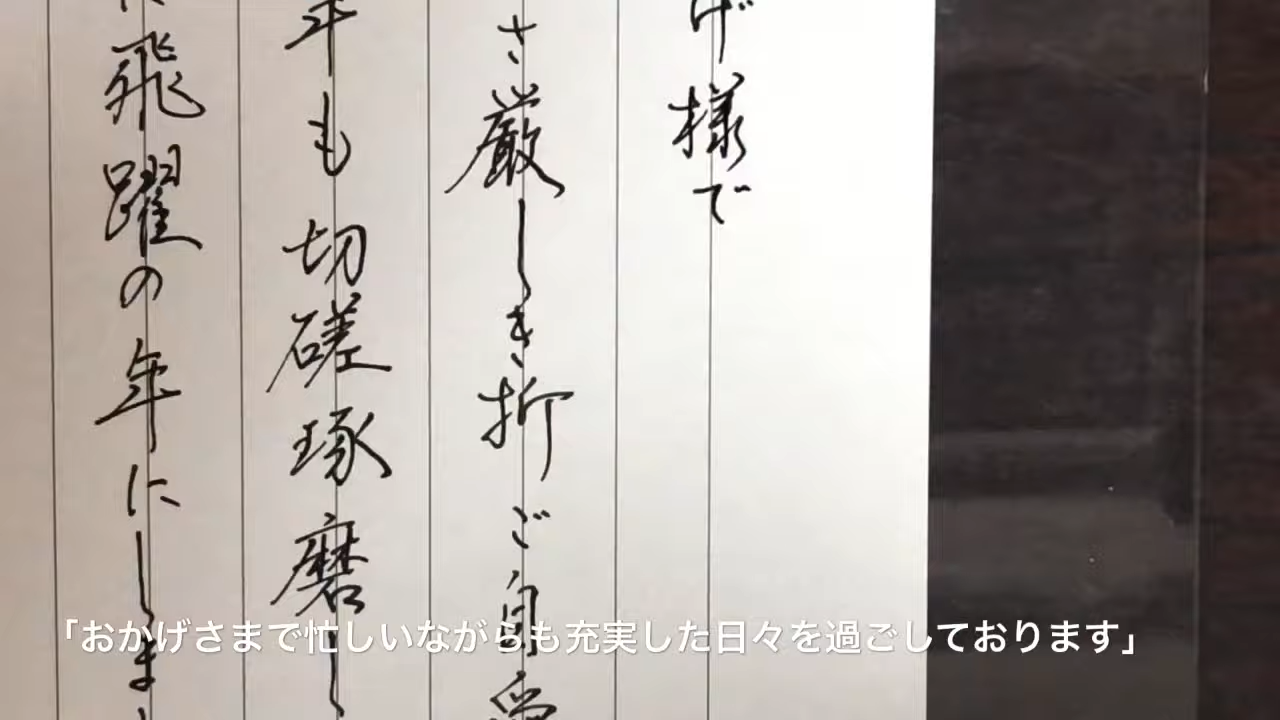 げ様で
さ厳しき折ご自愛
年も切磋琢磨し
飛躍の年にしま
「おかげさまで忙しいながらも充実した日々を過ごしております」